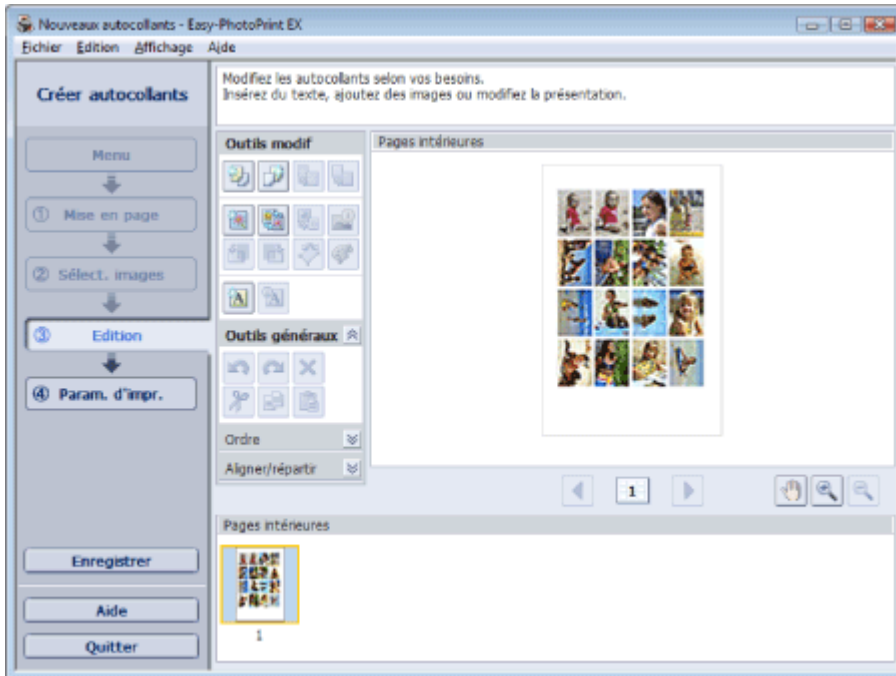 Nouveaux autocollants - Easy-PhotoPrint EX
Fichier Edition Affichage Aide
Créer autocollants
Modifiez les autocollants selon vos besoins.
Insérez du texte, ajoutez des images ou modifiez la présentation.
Menu
① Mise en page
② Sélect. images
③ Edition
④ Param. d'impr.
Outils modif
A A
Outils généraux
Ordre
Aligner/répartir
Pages intérieures
1
Pages intérieures
1
Enregistrer
Aide
Quitter